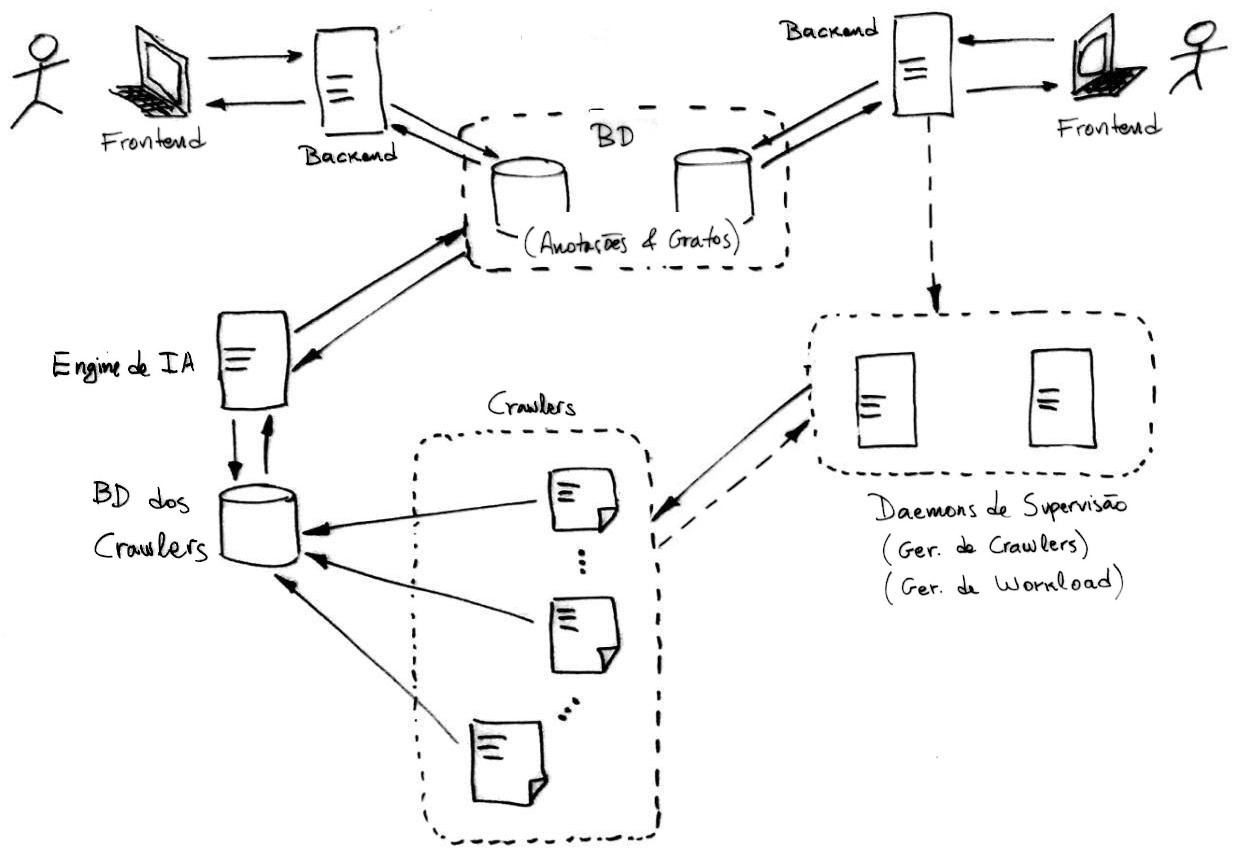 Backend
Frontend
Backend
BD
Frontend
(Anotações & Grafos)
Engine de IA
Crawlers
BD dos
Crawlers
Daemons de Supervisão
(Ger. de Crawlers)
(Ger. de Workload)